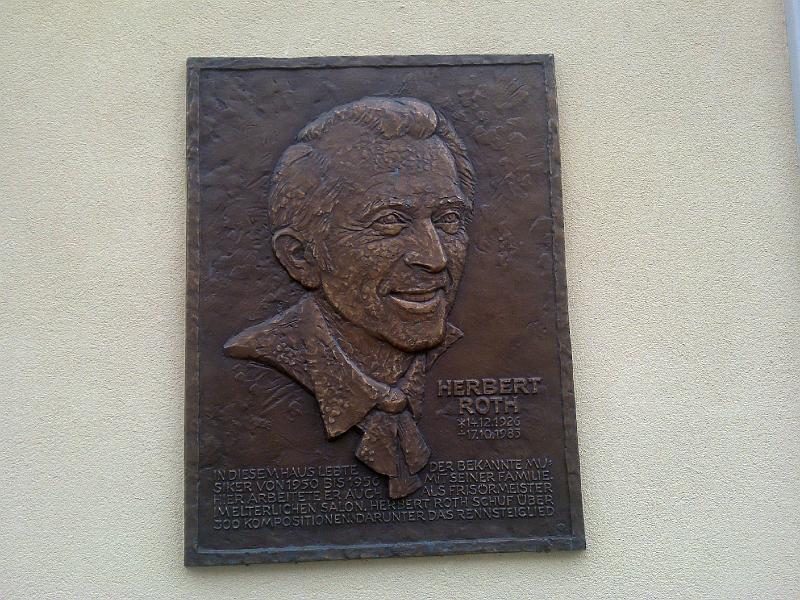 HERBERT
ROTH
*14.12.1926
17.10.1983
IN DIESEM HAUS LEBTE DER BEKANNTE MU-
SIKER VON 1950 BIS 1956 MIT SEINER FAMILIE.
HIER ARBEITETE ER AUCH ALS FRISÖRMEISTER
IM ELTERLICHEN SALON. HERBERT ROTH SCHUF ÜBER
300 KOMPOSITIONEN. DARUNTER DAS RENNSTEIGLIED